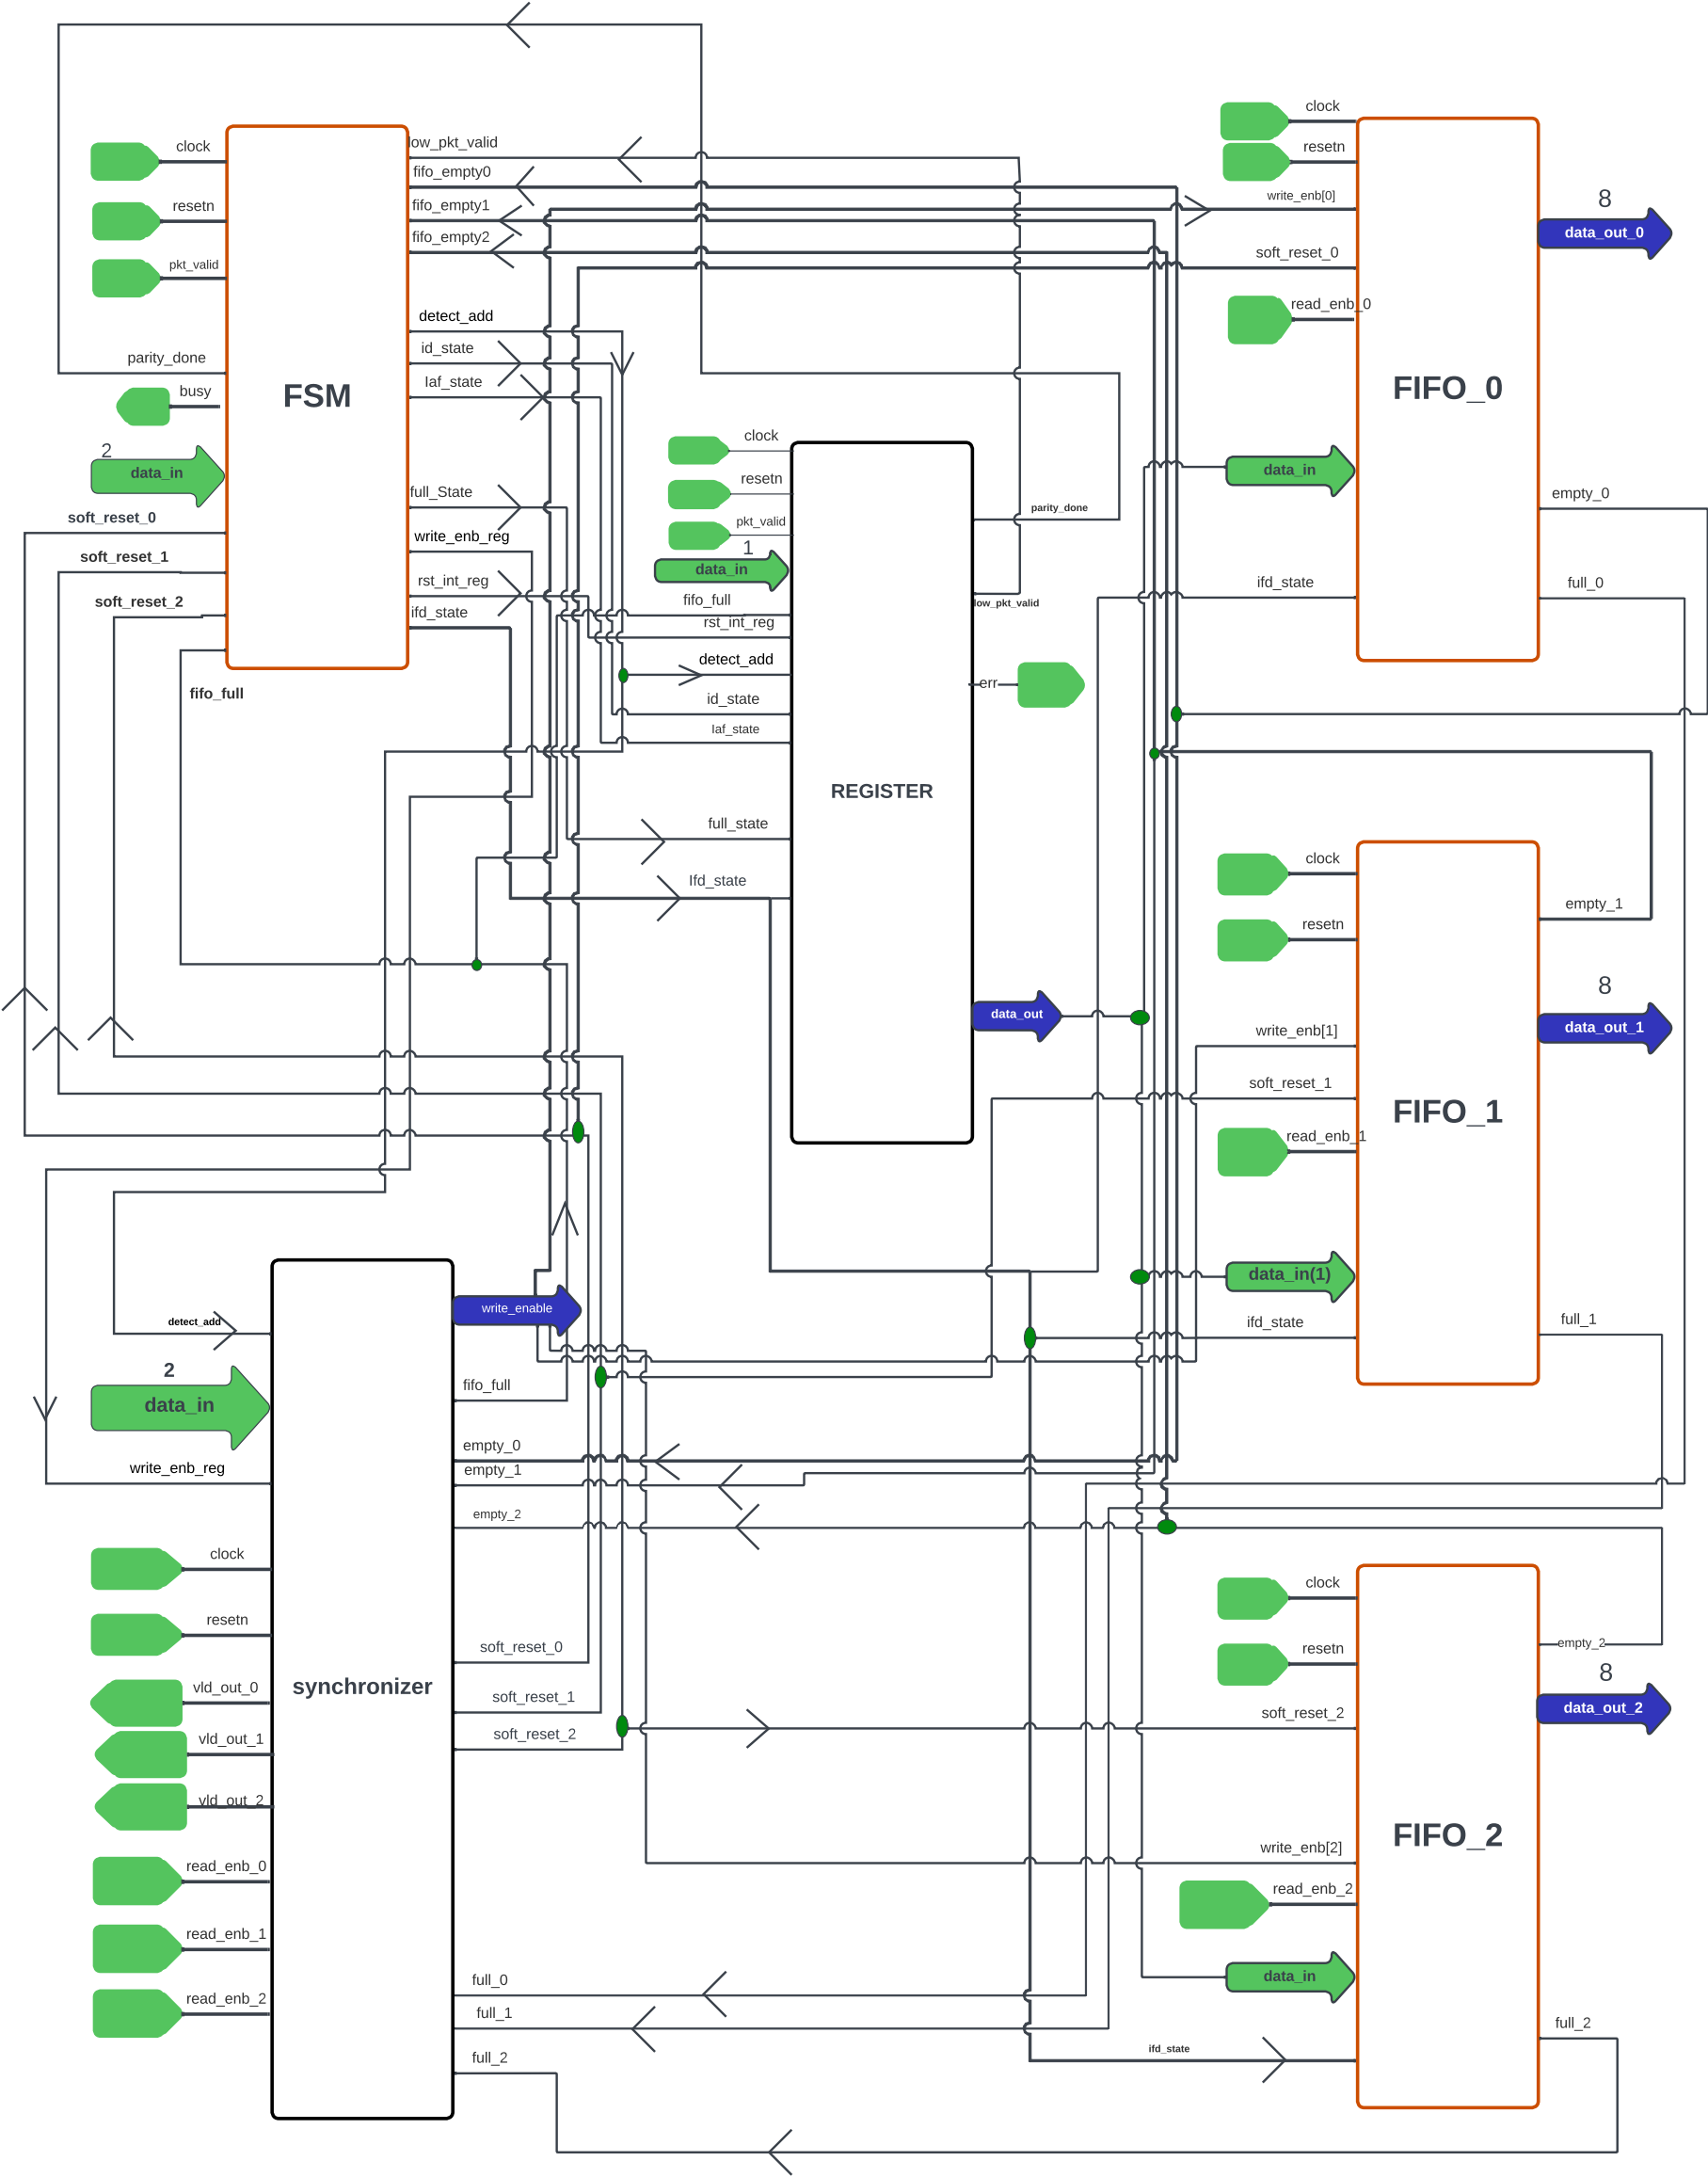 clock
resetn
pkt_valid
parity_done
busy
2
data_in
soft_reset_0
soft_reset_1
soft_reset_2
fifo_full
FSM
low_pkt_valid
fifo_empty0
fifo_empty1
fifo_empty2
detect_add
id_state
Iaf_state
full_State
write_enb_reg
rst_int_reg
ifd_state
clock
resetn
pkt_valid
1
data_in
fifo_full
rst_int_reg
detect_add
id_state
Iaf_state
full_state
Ifd_state
REGISTER
parity_done
low_pkt_valid
err
data_out
clock
resetn
write_enb[0]
soft_reset_0
read_enb_0
data_in
ifd_state
FIFO_0
8
data_out_0
empty_0
full_0
clock
resetn
write_enb[1]
soft_reset_1
read_enb_1
data_in(1)
ifd_state
FIFO_1
empty_1
8
data_out_1
full_1
detect_add
2
data_in
write_enb_reg
clock
resetn
vld_out_0
vld_out_1
vld_out_2
read_enb_0
read_enb_1
read_enb_2
synchronizer
write_enable
fifo_full
empty_0
empty_1
empty_2
soft_reset_0
soft_reset_1
soft_reset_2
full_0
full_1
full_2
clock
resetn
soft_reset_2
write_enb[2]
read_enb_2
data_in
ifd_state
FIFO_2
empty_2
8
data_out_2
full_2